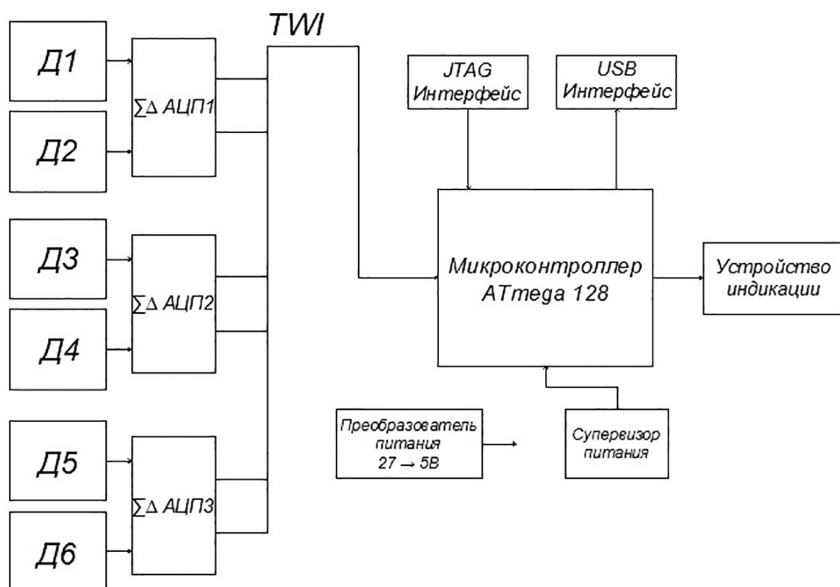 TWI
Д1
Д2
∑∆ АЦП1
Д3
Д4
∑∆ АЦП2
Д5
Д6
∑∆ АЦП3
JTAG
Интерфейс
USB
Интерфейс
Микроконтроллер
ATmega 128
Устройство
индикации
Преобразователь
питания
27 → 5В
Супервизор
питания